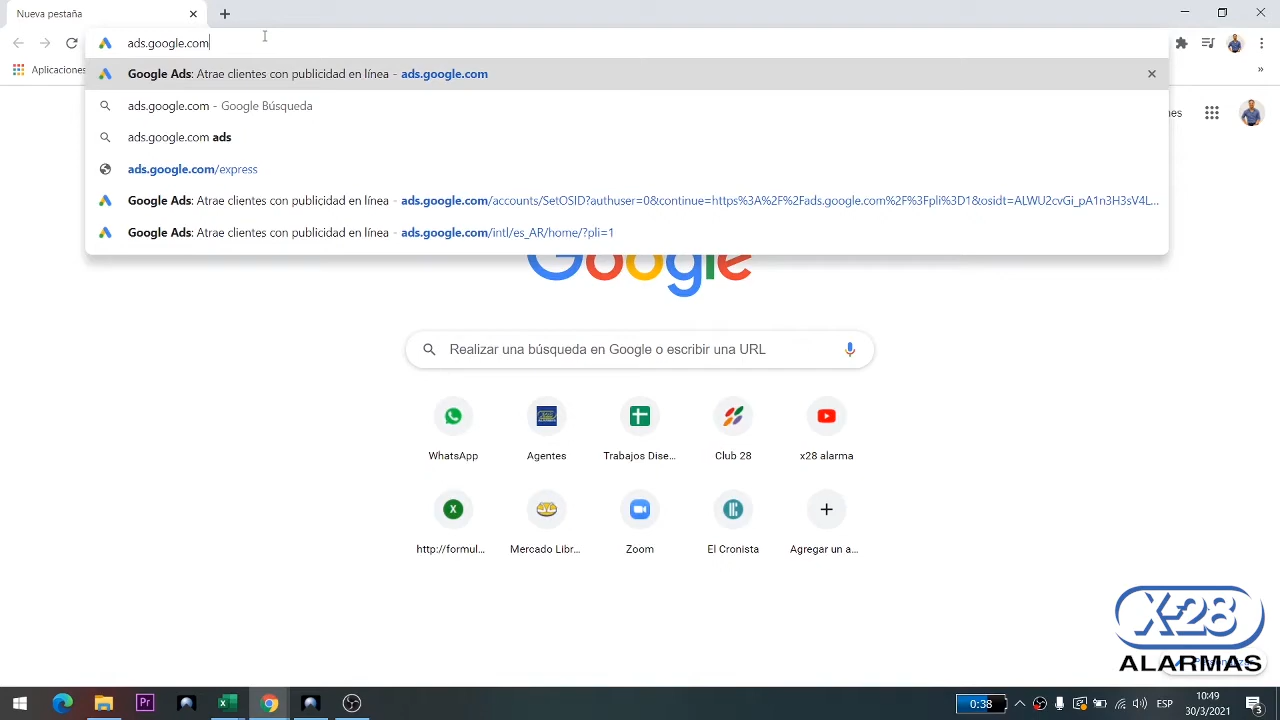 Nueva pestaña
ads.google.com
Aplicaciones
Google Ads: Atrae clientes con publicidad en línea - ads.google.com
ads.google.com - Google Búsqueda
ads.google.com ads
ads.google.com/express
Google Ads: Atrae clientes con publicidad en línea - ads.google.com/accounts/SetOSID?authuser=0&continue=https%3A%2F%2Fads.google.com%2F%3Fpli%3D1&osidt=ALWU2cvGi_pA1n3H3sV4L...
Google Ads: Atrae clientes con publicidad en línea - ads.google.com/intl/es_AR/home/?pli=1
Google
Realizar una búsqueda en Google o escribir una URL
WhatsApp
Agentes
Trabajos Dise...
Club 28
x28 alarma
http://formul...
Mercado Libr...
Zoom
El Cronista
Agregar un a...
X-28
ALARMAS
0:38
ESP
10:49
30/3/2021
3